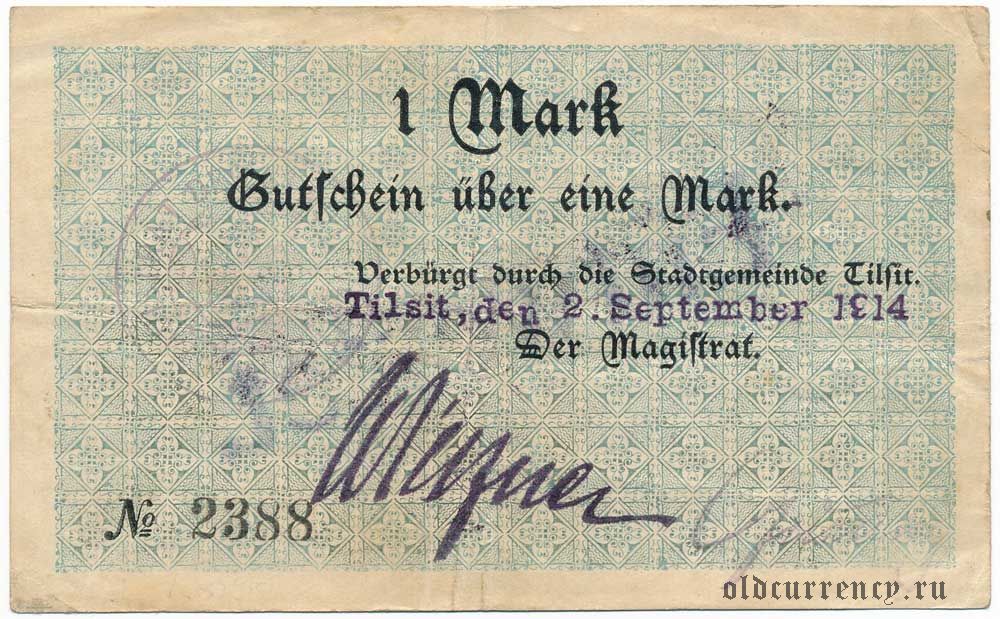 1 Mark
Gutschein über eine Mark.
Verbürgt durch die Stadtgemeinde Tilsit.
Tilsit, den 2. September 1914
Der Magistrat.
№ 2388
oldcurrency.ru